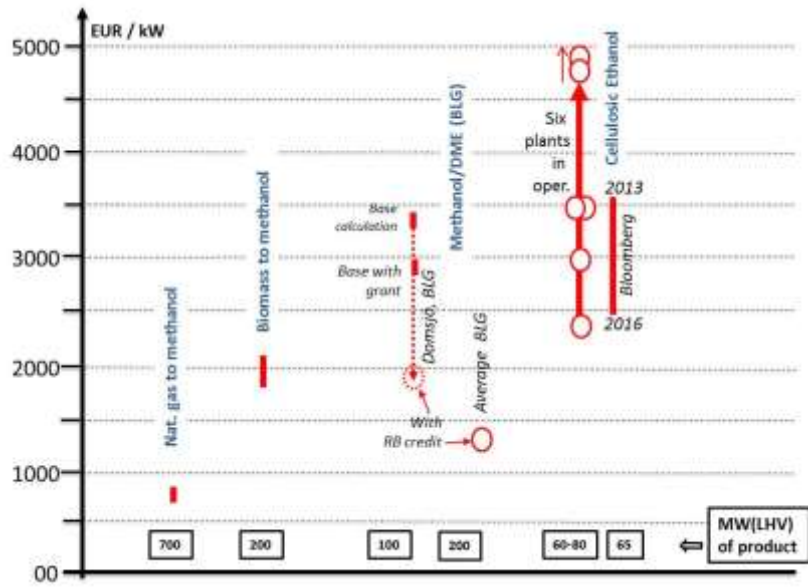 EUR / kW
5000
4000
3000
2000
1000
00
Nat. gas to methanol
Biomass to methanol
Base
calculation
Base with
grant
Domsjö, BLG
With
RB credit
Methanol/DME (BLG)
Average BLG
Six
plants
in
oper.
Cellulosic Ethanol
2013
Bloomberg
2016
700
200
100
200
60-80
65
MW(LHV)
of product